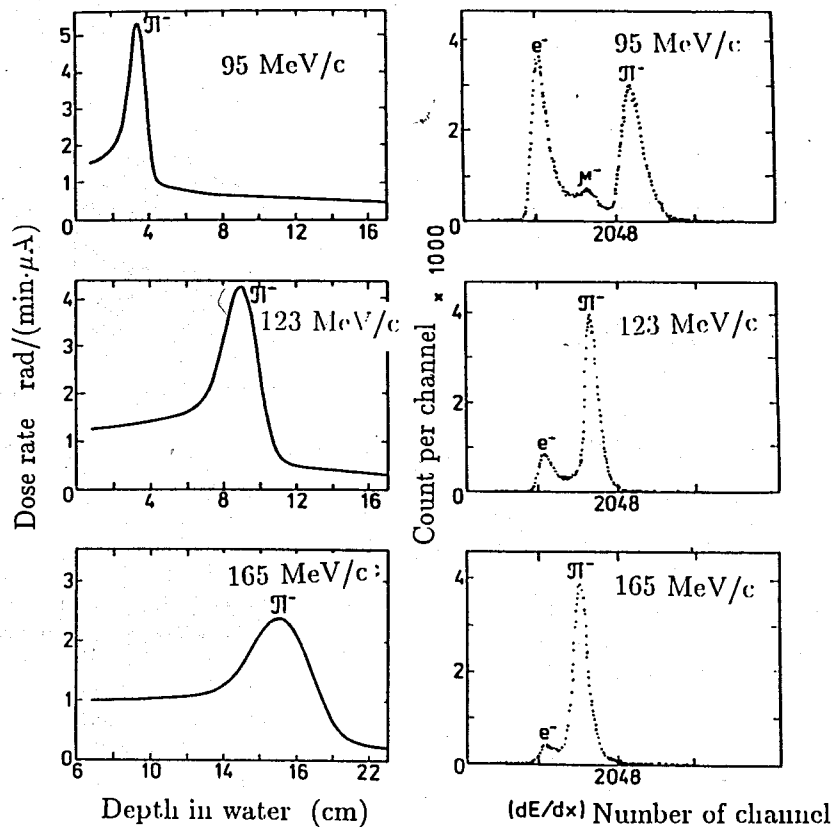 π⁻
95 MeV/c
5
4
3
2
1
0
4 8 12 16
e⁻
95 MeV/c
π⁻
μ⁻
4
2
0
2048
π⁻
123 MeV/c
4
3
2
1
0
4 8 12 16
π⁻
123 MeV/c
e⁻
4
2
0
2048
165 MeV/c
π⁻
3
2
1
0
6 10 14 22
π⁻
165 MeV/c
e⁻
4
2
0
2048
Dose rate rad/(min·μA)
Count per channel × 1000
Depth in water (cm)
(dE/dx) Number of channel